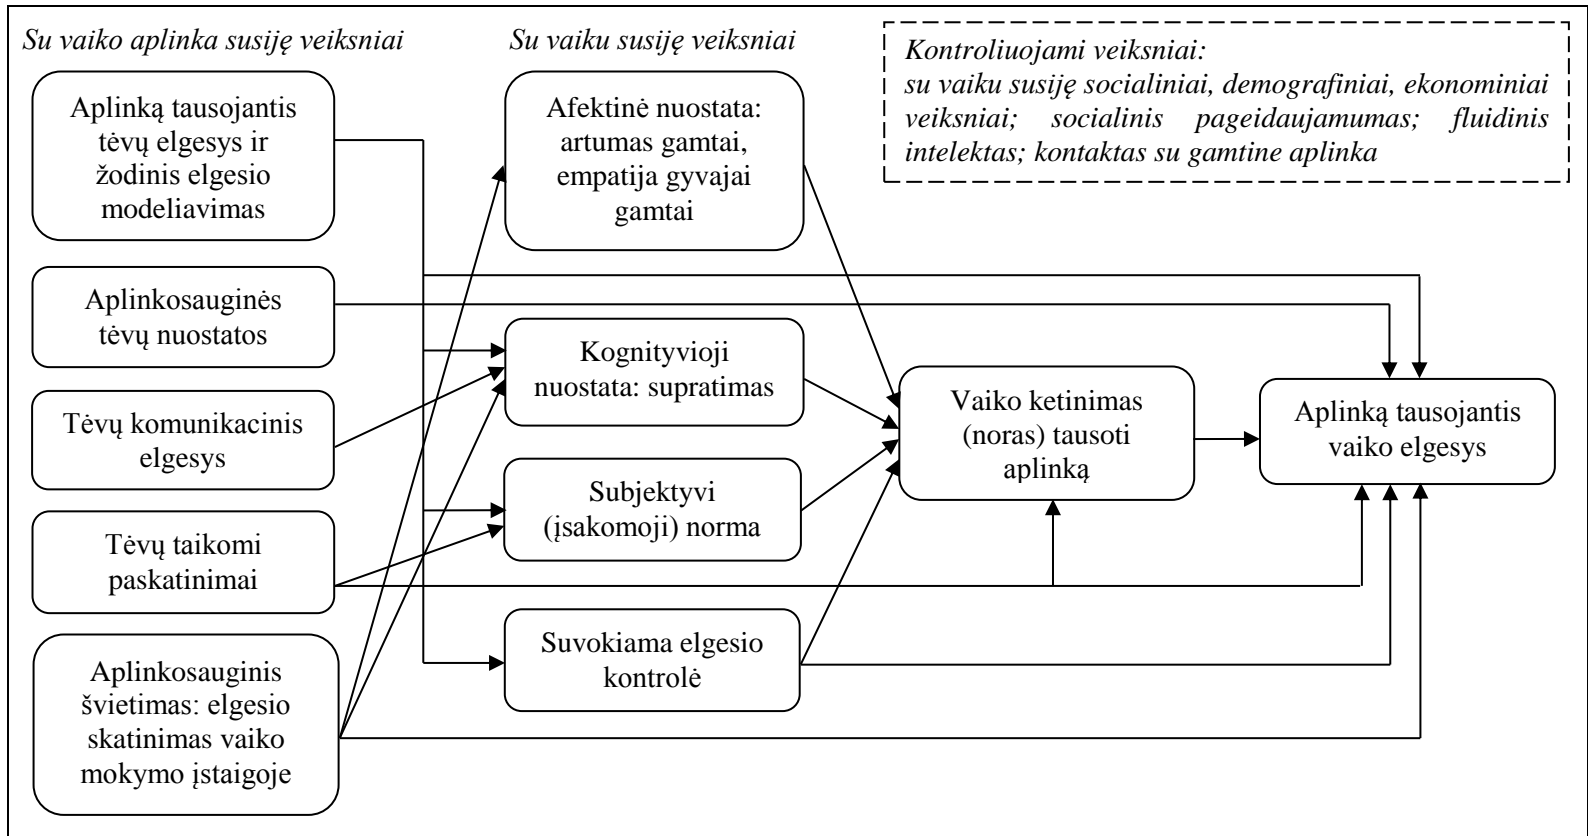 Su vaiko aplinka susiję veiksniai
Aplinką tausojantis
tėvų elgesys ir
žodinis elgesio
modeliavimas
Aplinkosauginės
tėvų nuostatos
Tėvų komunikacinis
elgesys
Tėvų taikomi
paskatinimai
Aplinkosauginis
švietimas: elgesio
skatinimas vaiko
mokymo įstaigoje
Su vaiku susiję veiksniai
Afektinė nuostata:
artumas gamtai,
empatija gyvajai
gamtai
Kognityvioji
nuostata: supratimas
Subjektyvi
(įsakomoji) norma
Suvokiama elgesio
kontrolė
Kontroliuojami veiksniai:
su vaiku susiję socialiniai, demografiniai, ekonominiai
veiksniai; socialinis pageidaujamumas; fluidinis
intelektas; kontaktas su gamtine aplinka
Vaiko ketinimas
(noras) tausoti
aplinką
Aplinką tausojantis
vaiko elgesys